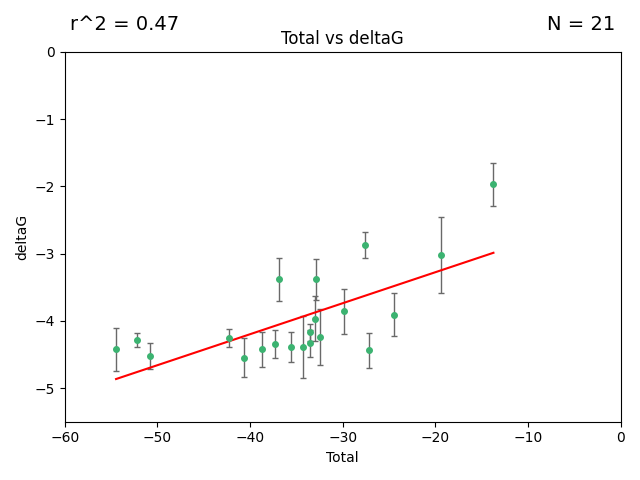 r^2 = 0.47
N = 21
Total vs deltaG
0
−1
−2
−3
−4
−5
deltaG
−60 −50 −40 −30 −20 −10 0
Total